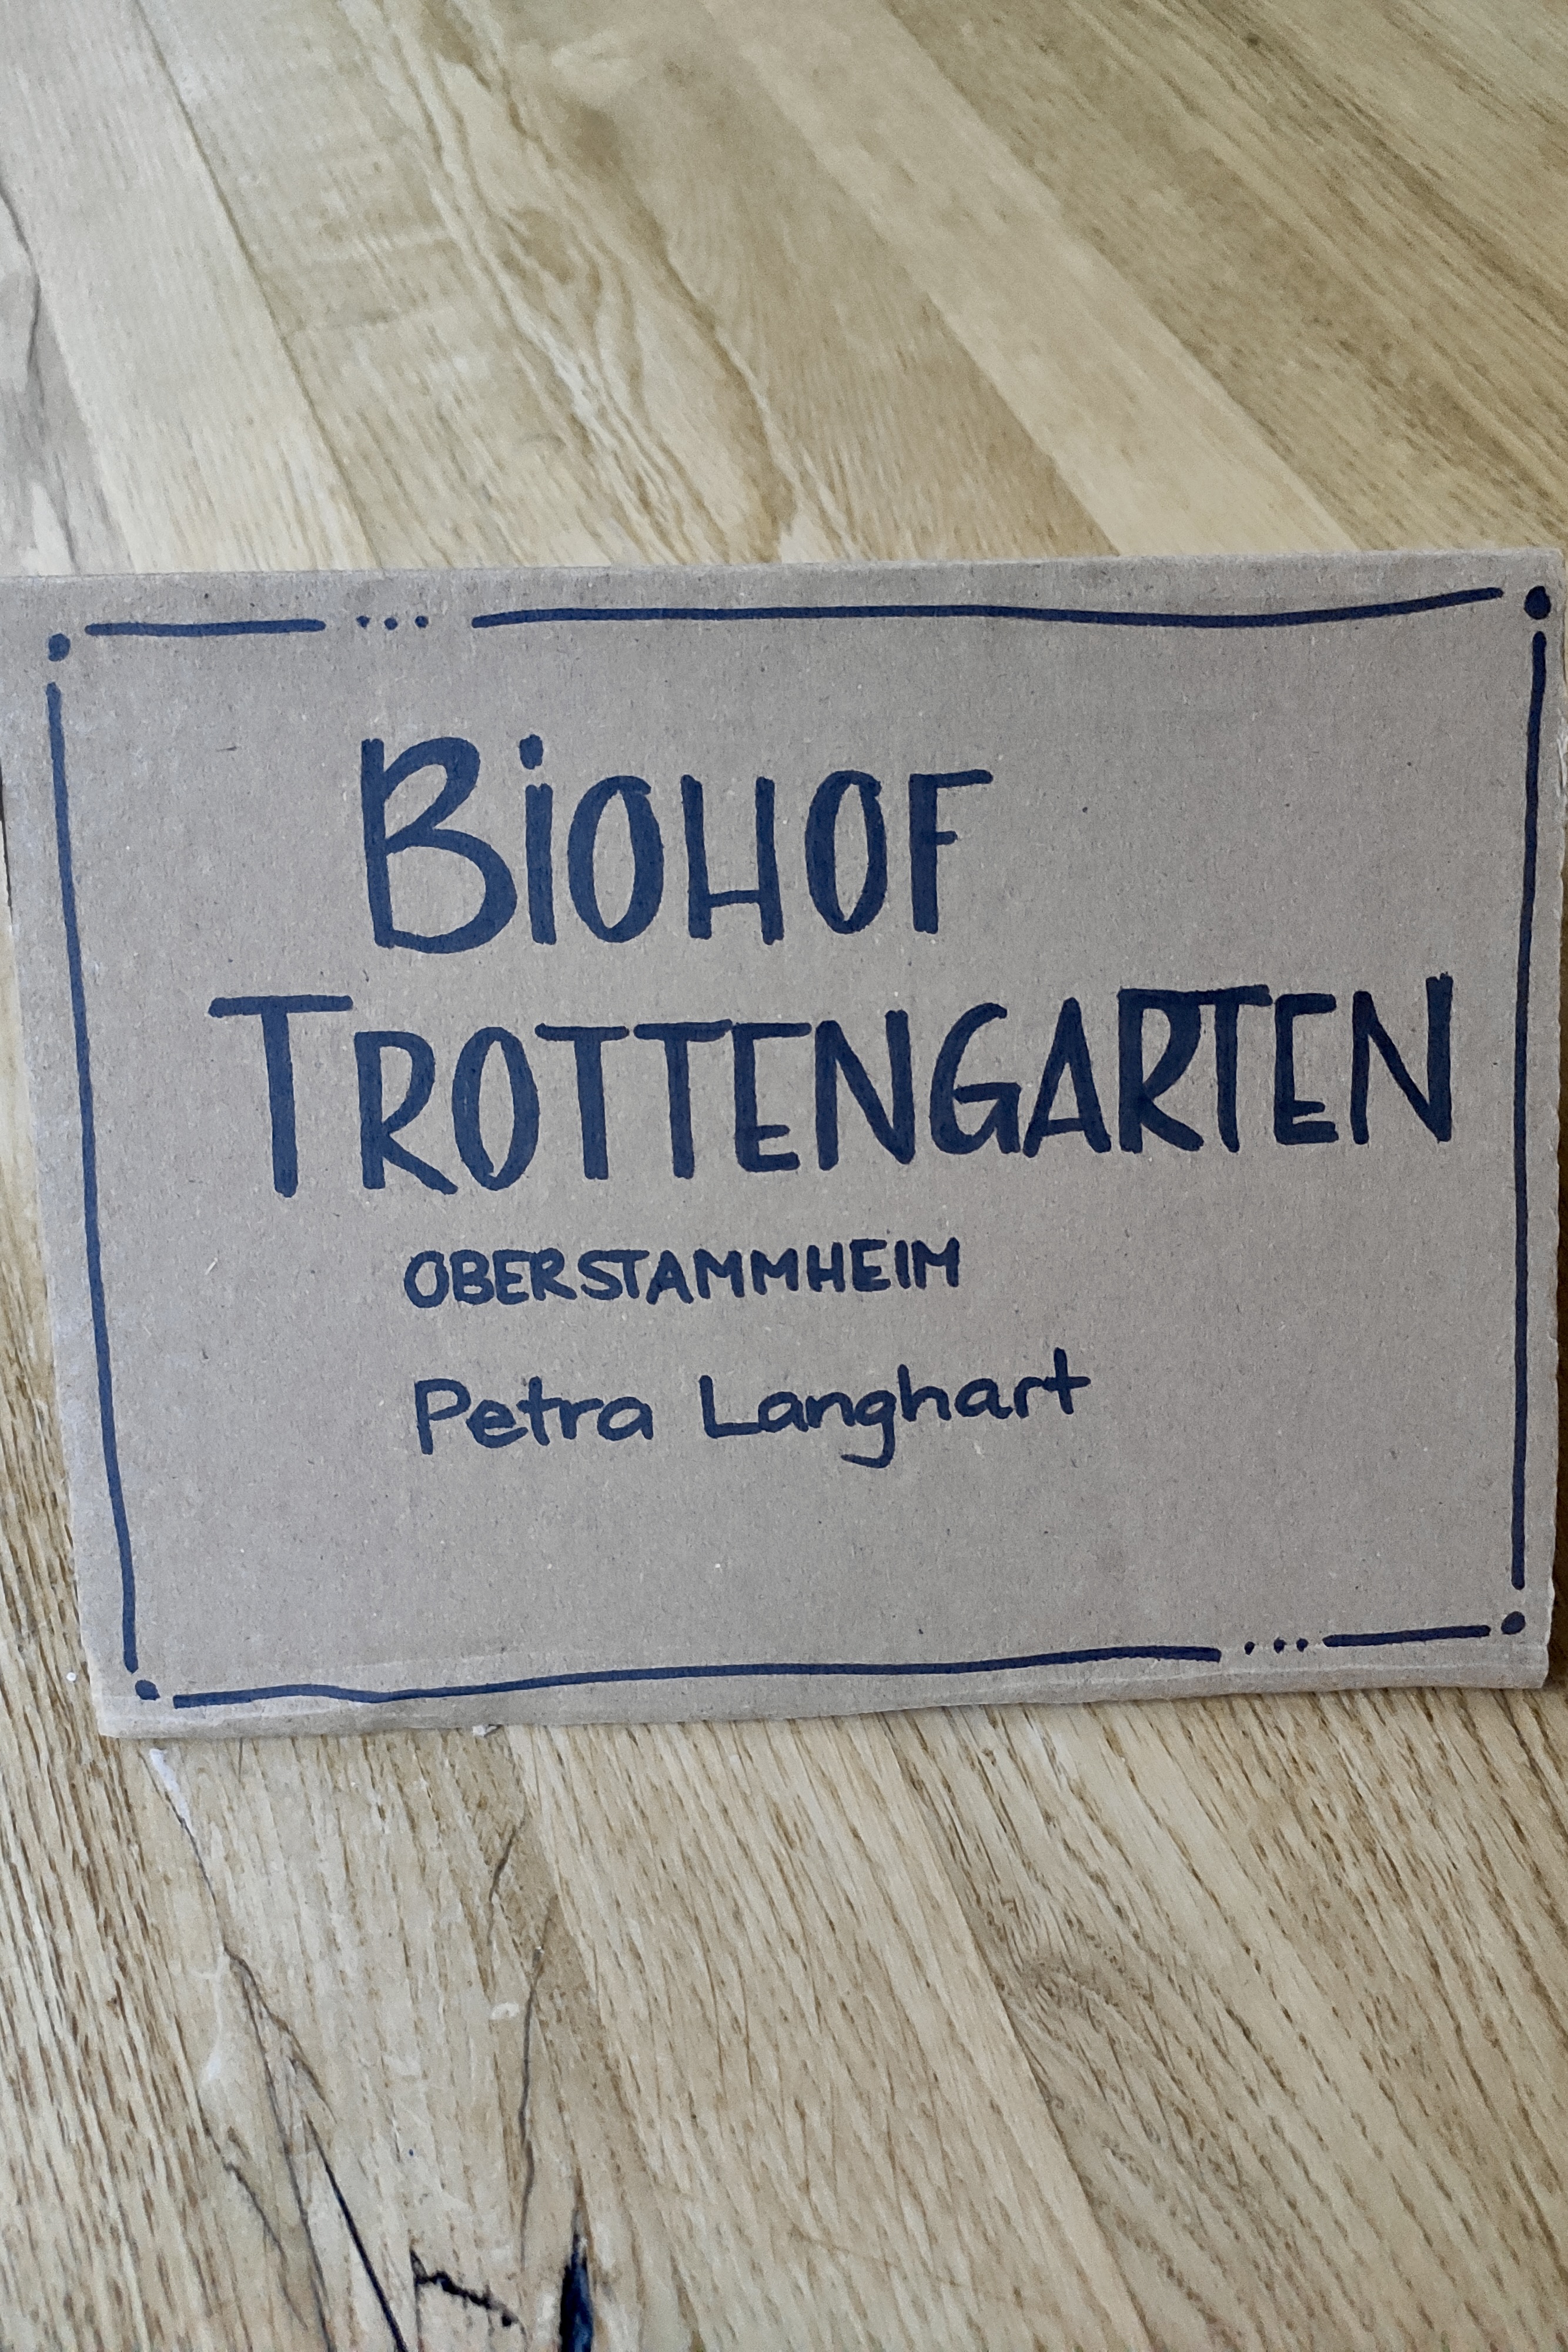 BiOHOF
TROTTENGARTEN
OBERSTAMMHEIM
Petra Langhart